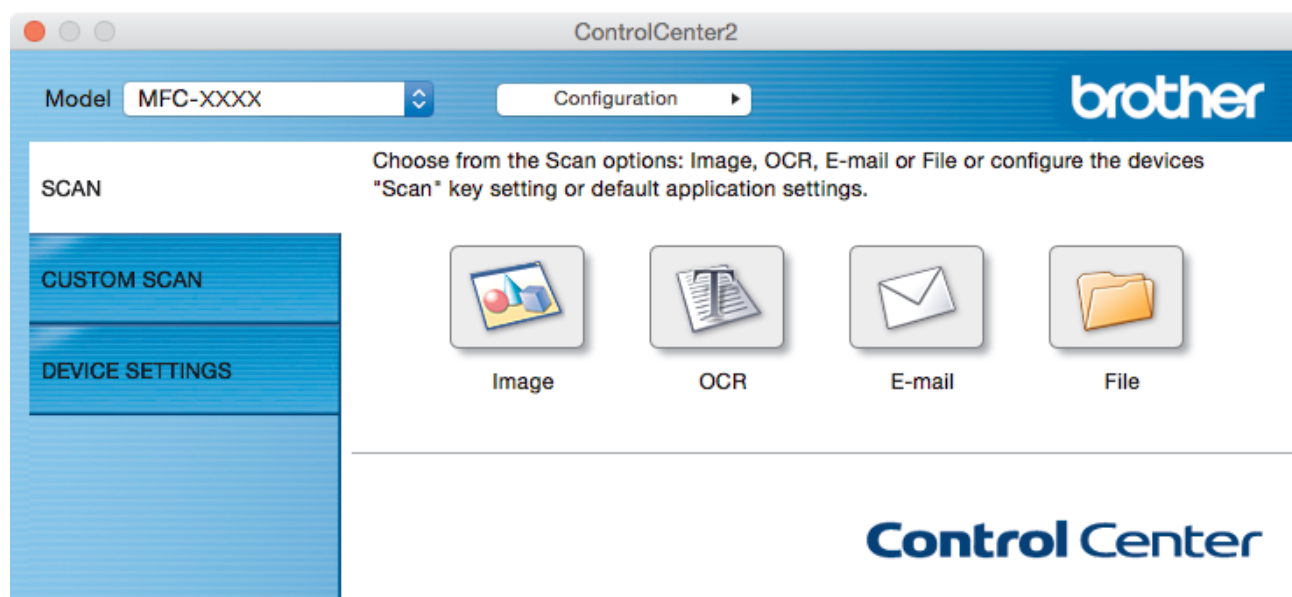 ControlCenter2
Model MFC-XXXX Configuration brother
SCAN
Choose from the Scan options: Image, OCR, E-mail or File or configure the devices
"Scan" key setting or default application settings.
CUSTOM SCAN
DEVICE SETTINGS
Image OCR E-mail File
Control Center